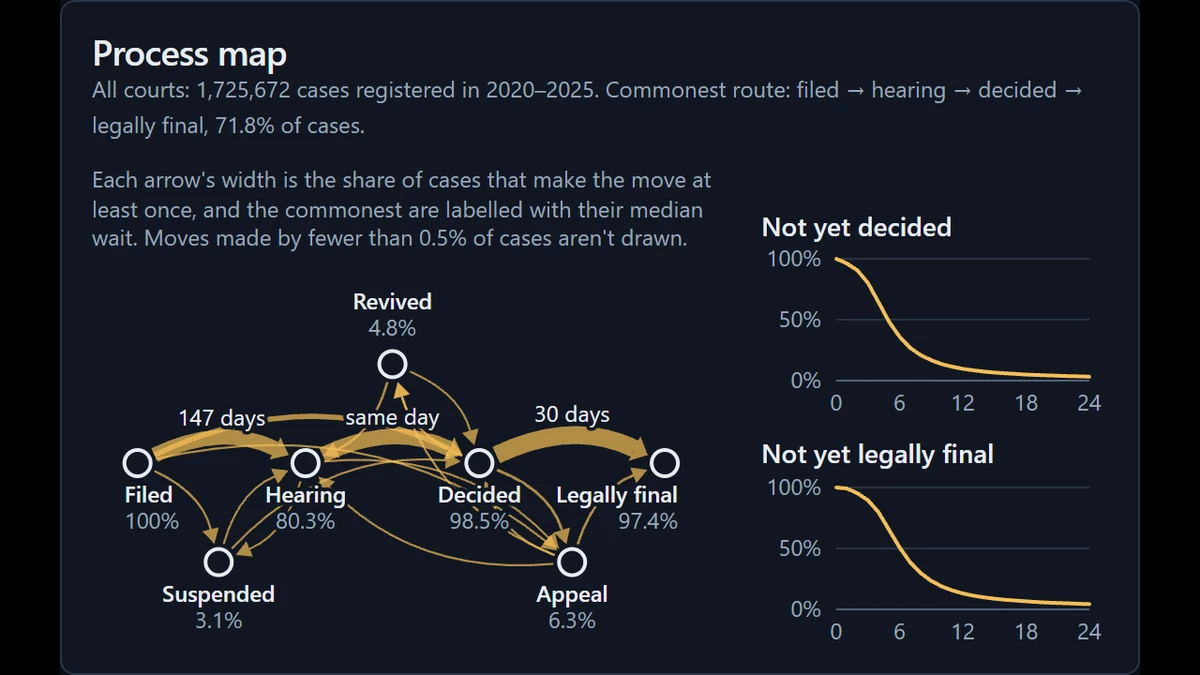 Process map
All courts: 1,725,672 cases registered in 2020–2025. Commonest route: filed → hearing → decided →
legally final, 71.8% of cases.
Each arrow's width is the share of cases that make the move at
least once, and the commonest are labelled with their median
wait. Moves made by fewer than 0.5% of cases aren't drawn.
Revived
4.8%
147 days
same day
30 days
Filed
100%
Hearing
80.3%
Decided
98.5%
Legally final
97.4%
Suspended
3.1%
Appeal
6.3%
Not yet decided
100%
50%
0%
0 6 12 18 24
Not yet legally final
100%
50%
0%
0 6 12 18 24